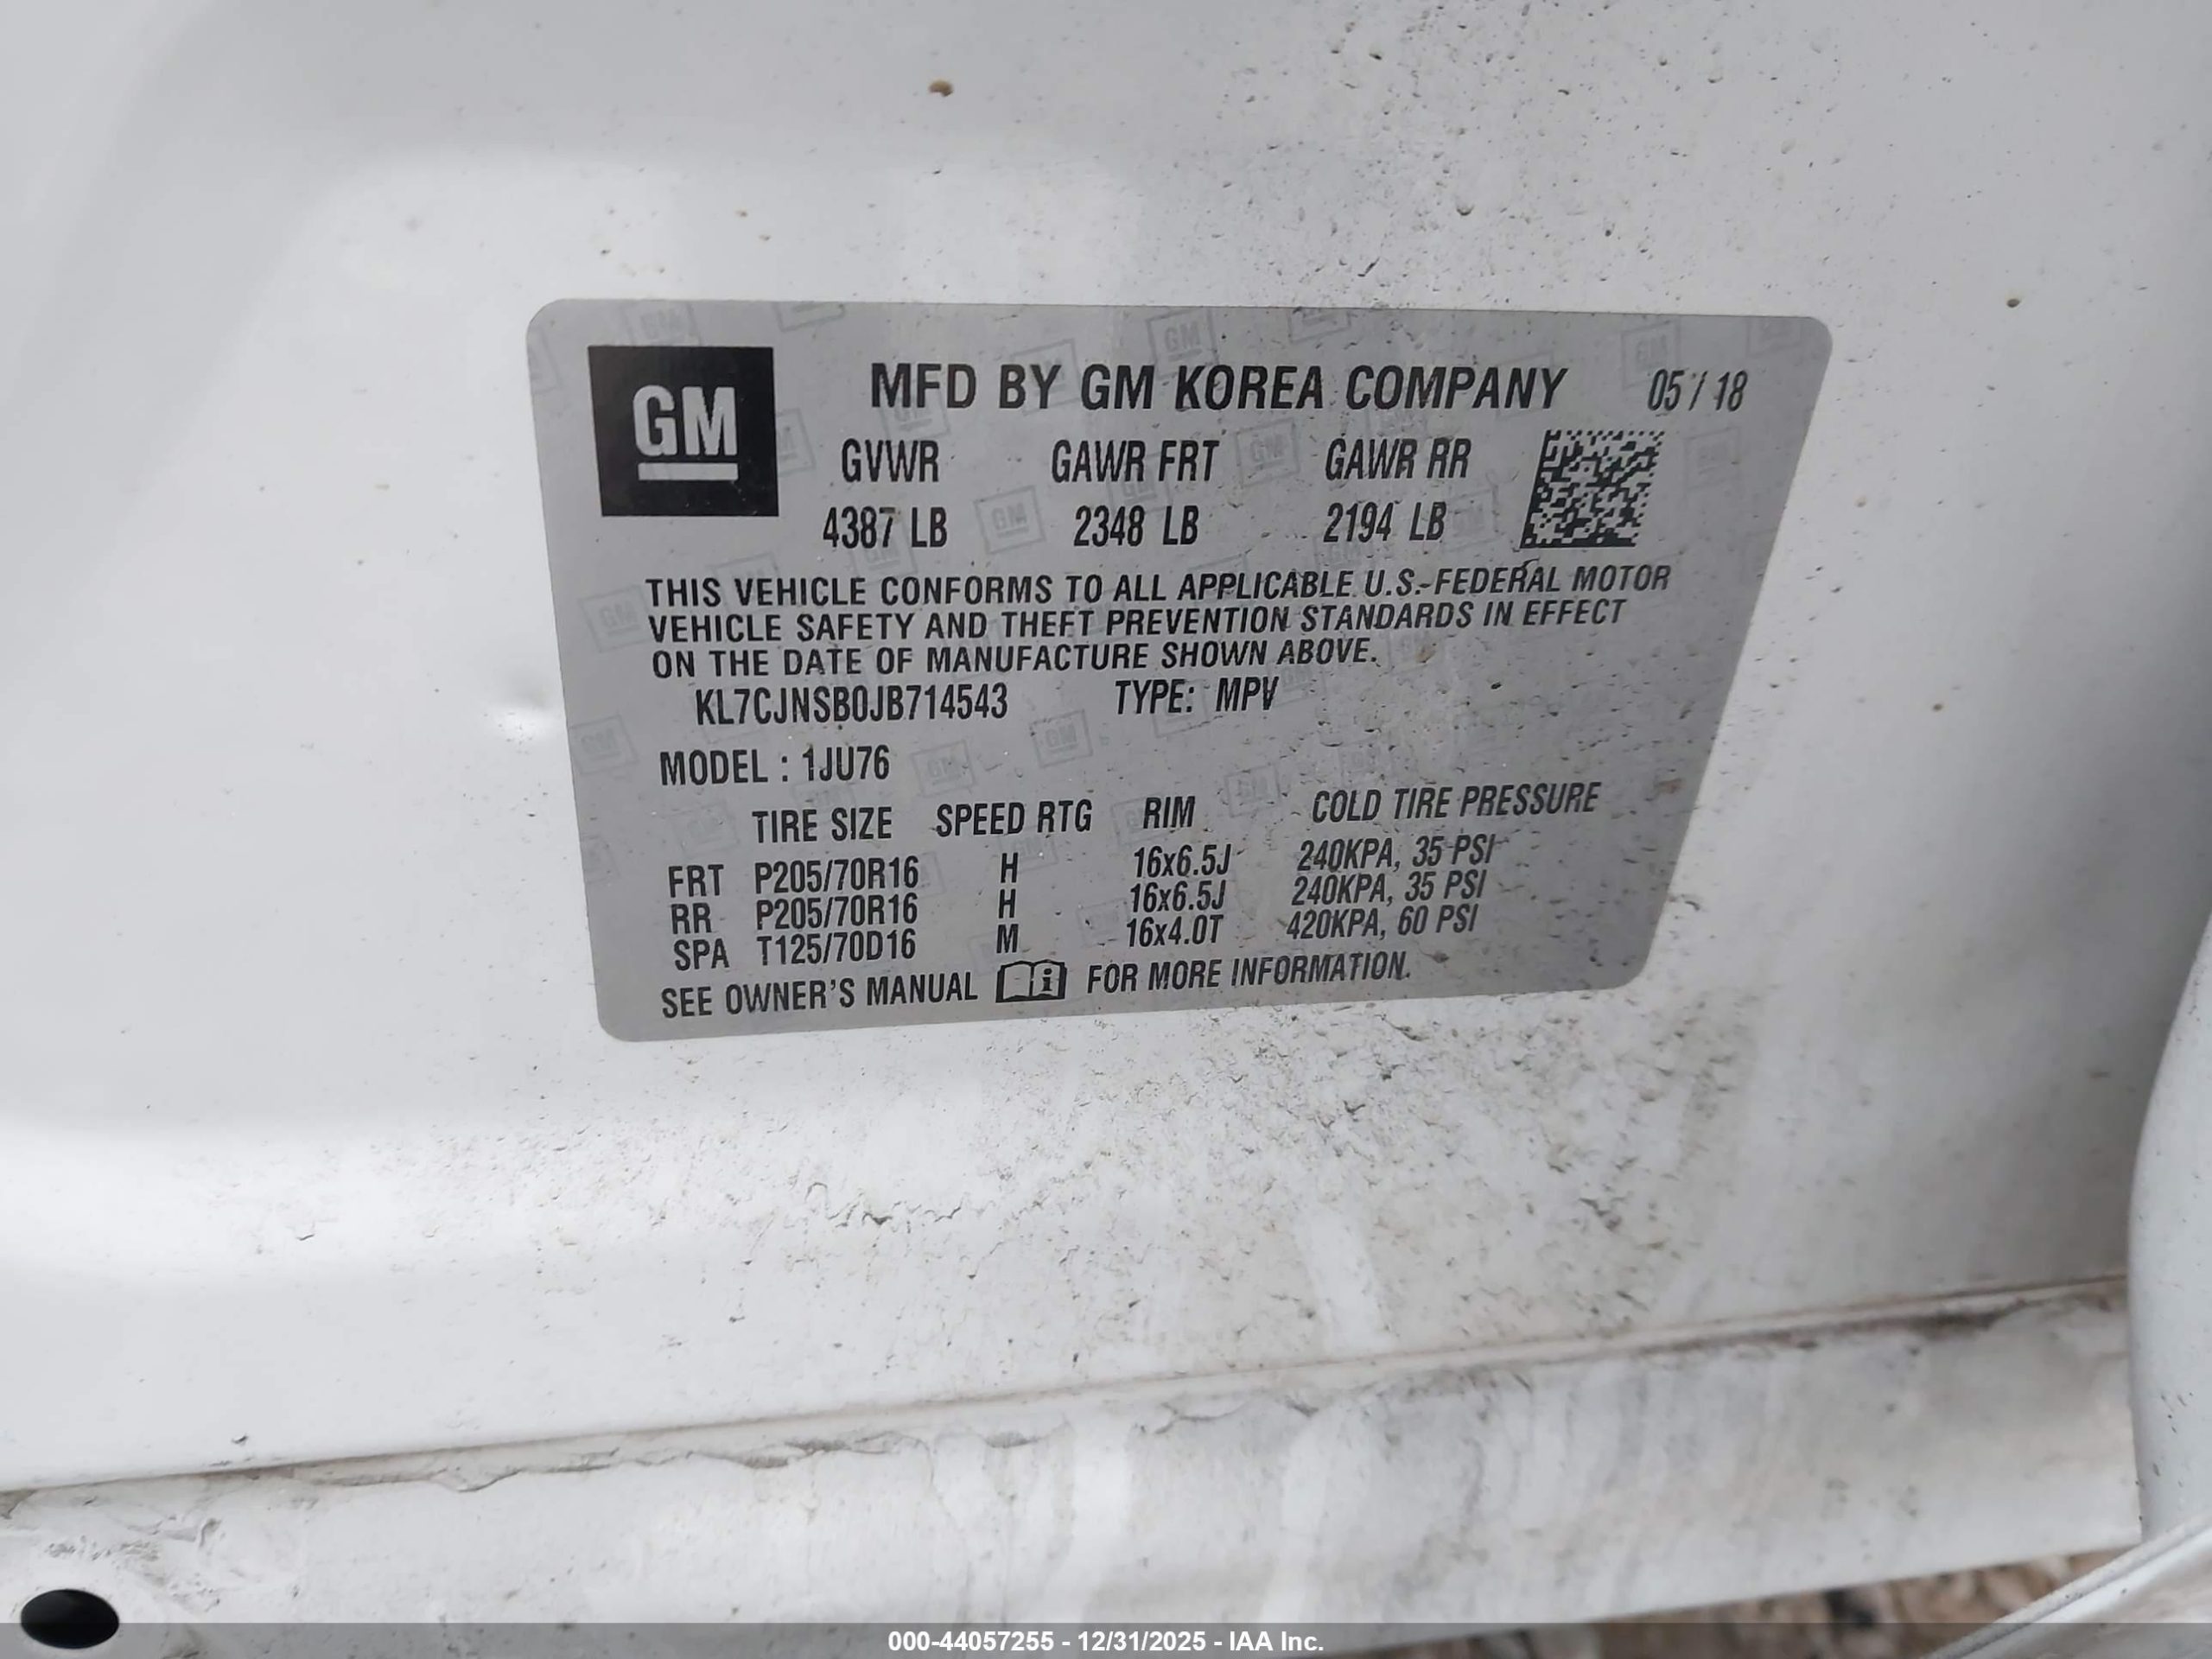 GM
MFD BY GM KOREA COMPANY 05 / 18
GVWR GAWR FRT GAWR RR
4387 LB 2348 LB 2194 LB
THIS VEHICLE CONFORMS TO ALL APPLICABLE U.S.-FEDERAL MOTOR
VEHICLE SAFETY AND THEFT PREVENTION STANDARDS IN EFFECT
ON THE DATE OF MANUFACTURE SHOWN ABOVE.
KL7CJNSB0JB714543 TYPE: MPV
MODEL : 1JU76
TIRE SIZE SPEED RTG RIM COLD TIRE PRESSURE
FRT P205/70R16 H 16x6.5J 240KPA, 35 PSI
RR P205/70R16 H 16x6.5J 240KPA, 35 PSI
SPA T125/70D16 M 16x4.0T 420KPA, 60 PSI
SEE OWNER'S MANUAL i FOR MORE INFORMATION.
000-44057255 - 12/31/2025 - IAA Inc.